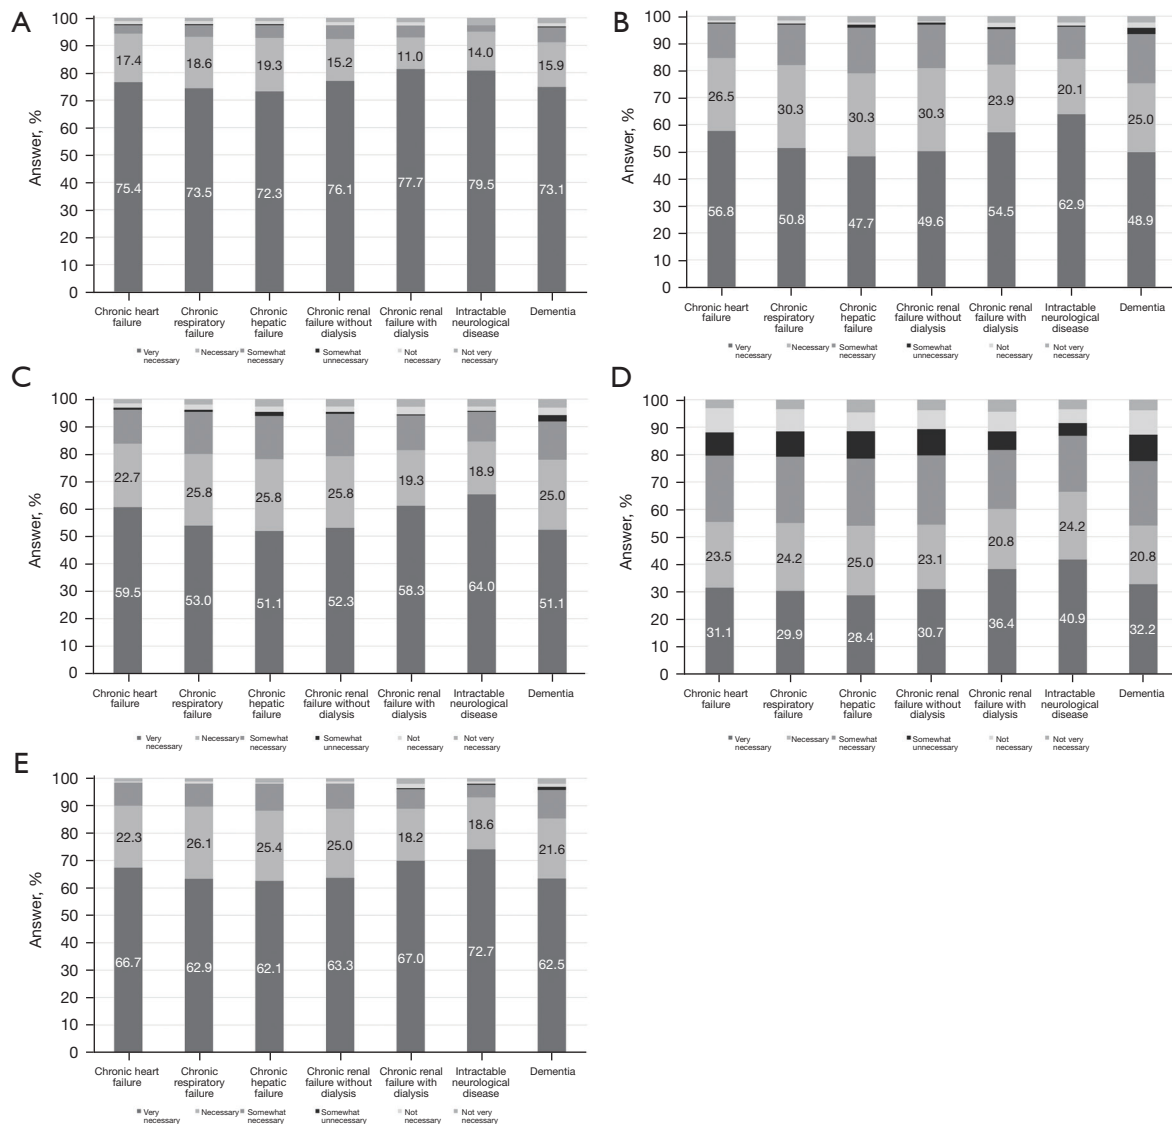 A
Answer, %
100
90
80
70
60
50
40
30
20
10
0
17.4 18.6 19.3 15.2 11.0 14.0 15.9
75.4 73.5 72.3 76.1 77.7 79.5 73.1
Chronic heart failure
Chronic respiratory failure
Chronic hepatic failure
Chronic renal failure without dialysis
Chronic renal failure with dialysis
Intractable neurological disease
Dementia
Very necessary
Necessary
Somewhat necessary
Somewhat unnecessary
Not necessary
Not very necessary
B
Answer, %
100
90
80
70
60
50
40
30
20
10
0
26.5 30.3 30.3 30.3 23.9 20.1 25.0
56.8 50.8 47.7 49.6 54.5 62.9 48.9
Chronic heart failure
Chronic respiratory failure
Chronic hepatic failure
Chronic renal failure without dialysis
Chronic renal failure with dialysis
Intractable neurological disease
Dementia
Very necessary
Necessary
Somewhat necessary
Somewhat unnecessary
Not necessary
Not very necessary
C
Answer, %
100
90
80
70
60
50
40
30
20
10
0
22.7 25.8 25.8 25.8 19.3 18.9 25.0
59.5 53.0 51.1 52.3 58.3 64.0 51.1
Chronic heart failure
Chronic respiratory failure
Chronic hepatic failure
Chronic renal failure without dialysis
Chronic renal failure with dialysis
Intractable neurological disease
Dementia
Very necessary
Necessary
Somewhat necessary
Somewhat unnecessary
Not necessary
Not very necessary
D
Answer, %
100
90
80
70
60
50
40
30
20
10
0
23.5 24.2 25.0 23.1 20.8 24.2 20.8
31.1 29.9 28.4 30.7 36.4 40.9 32.2
Chronic heart failure
Chronic respiratory failure
Chronic hepatic failure
Chronic renal failure without dialysis
Chronic renal failure with dialysis
Intractable neurological disease
Dementia
Very necessary
Necessary
Somewhat necessary
Somewhat unnecessary
Not necessary
Not very necessary
E
Answer, %
100
90
80
70
60
50
40
30
20
10
0
22.3 26.1 25.4 25.0 18.2 18.6 21.6
66.7 62.9 62.1 63.3 67.0 72.7 62.5
Chronic heart failure
Chronic respiratory failure
Chronic hepatic failure
Chronic renal failure without dialysis
Chronic renal failure with dialysis
Intractable neurological disease
Dementia
Very necessary
Necessary
Somewhat necessary
Somewhat unnecessary
Not necessary
Not very necessary